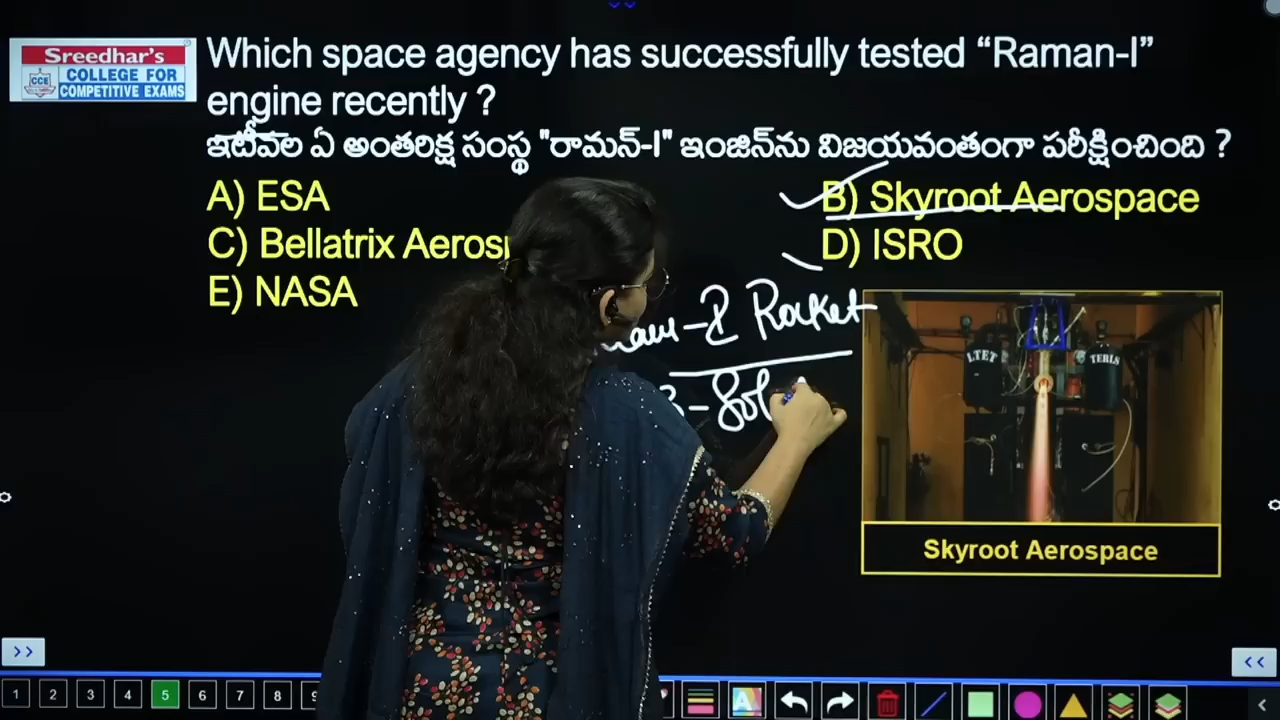 Sreedhar's
CCE
COLLEGE FOR
COMPETITIVE EXAMS
Which space agency has successfully tested “Raman-I”
engine recently ?
ఇటీవల ఏ అంతరిక్ష సంస్థ "రామన్-I" ఇంజిన్‌ను విజయవంతంగా పరీక్షించింది ?
A) ESA
B) Skyroot Aerospace
C) Bellatrix Aeros
D) ISRO
E) NASA
Rocket
LTET
TERLS
Skyroot Aerospace
>>
<<
1 2 3 4 5 6 7 8 9